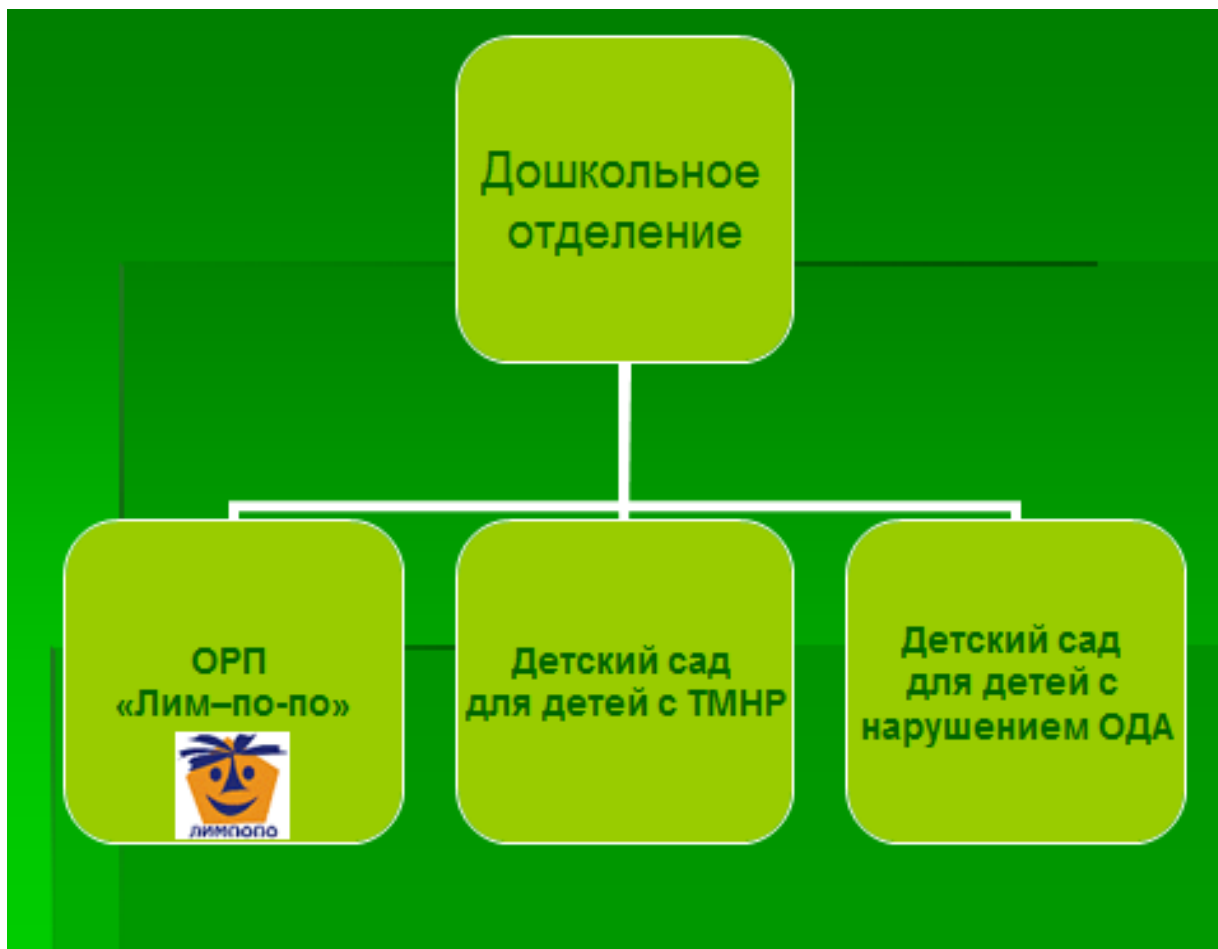 Дошкольное
отделение
ОРП
«Лим–по-по»
ЛИМПОПО
Детский сад
для детей с ТМНР
Детский сад
для детей с
нарушением ОДА